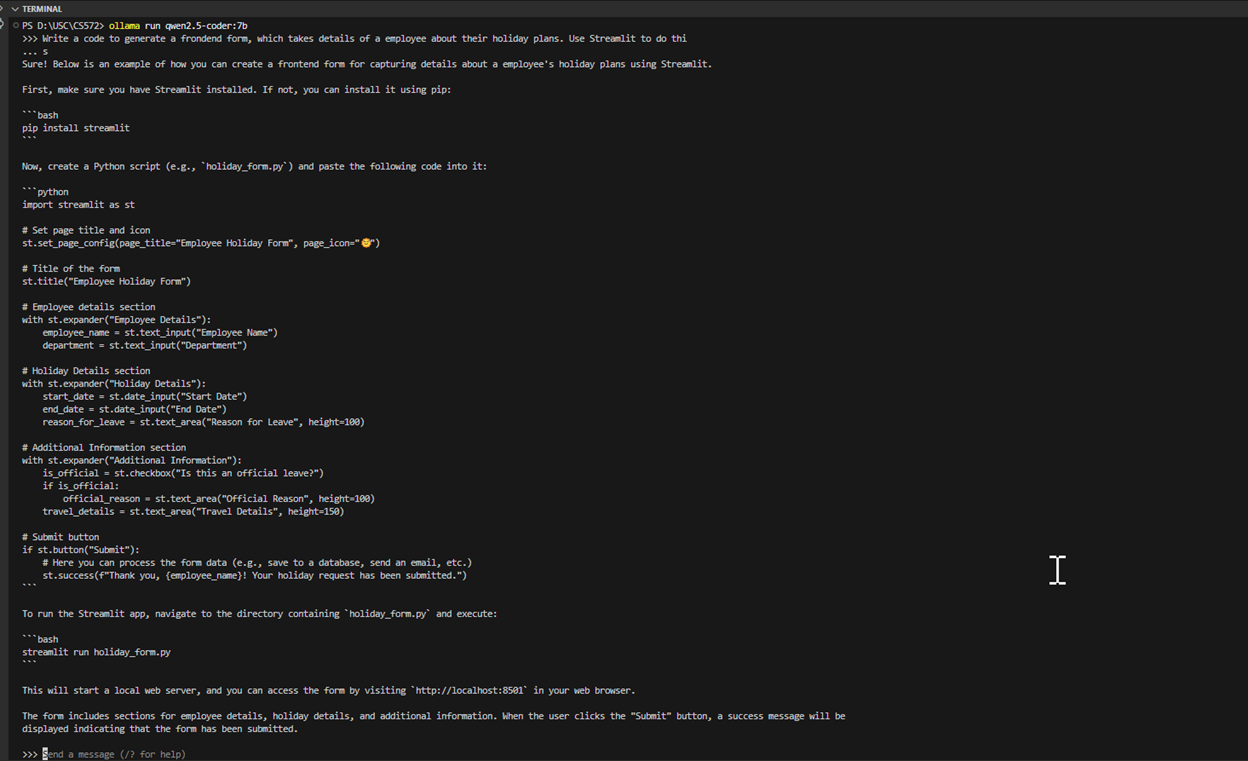 TERMINAL
PS D:\USC\CS572> ollama run qwen2.5-coder:7b
>>> Write a code to generate a frondend form, which takes details of a employee about their holiday plans. Use Streamlit to do thi
... s
Sure! Below is an example of how you can create a frontend form for capturing details about a employee's holiday plans using Streamlit.
First, make sure you have Streamlit installed. If not, you can install it using pip:
```bash
pip install streamlit
```
Now, create a Python script (e.g., `holiday_form.py`) and paste the following code into it:
```python
import streamlit as st
# Set page title and icon
st.set_page_config(page_title="Employee Holiday Form", page_icon="🌞")
# Title of the form
st.title("Employee Holiday Form")
# Employee details section
with st.expander("Employee Details"):
    employee_name = st.text_input("Employee Name")
    department = st.text_input("Department")
# Holiday Details section
with st.expander("Holiday Details"):
    start_date = st.date_input("Start Date")
    end_date = st.date_input("End Date")
    reason_for_leave = st.text_area("Reason for Leave", height=100)
# Additional Information section
with st.expander("Additional Information"):
    is_official = st.checkbox("Is this an official leave?")
    if is_official:
        official_reason = st.text_area("Official Reason", height=100)
    travel_details = st.text_area("Travel Details", height=150)
# Submit button
if st.button("Submit"):
    # Here you can process the form data (e.g., save to a database, send an email, etc.)
    st.success(f"Thank you, {employee_name}! Your holiday request has been submitted.")
```
To run the Streamlit app, navigate to the directory containing `holiday_form.py` and execute:
```bash
streamlit run holiday_form.py
```
This will start a local web server, and you can access the form by visiting `http://localhost:8501` in your web browser.
The form includes sections for employee details, holiday details, and additional information. When the user clicks the "Submit" button, a success message will be
displayed indicating that the form has been submitted.
>>> Send a message (/? for help)